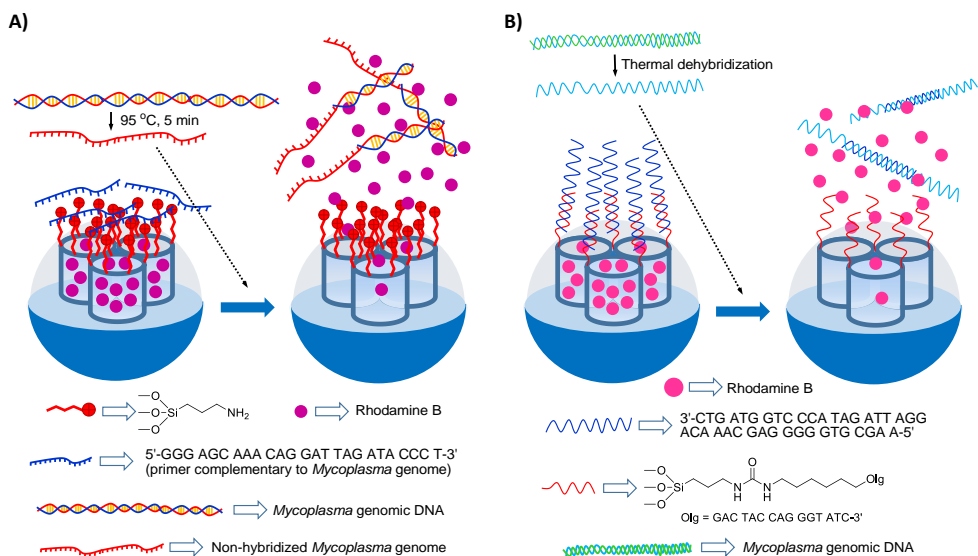 A)
95 °C, 5 min
Si
O
O
O
NH2
Rhodamine B
5'-GGG AGC AAA CAG GAT TAG ATA CCC T-3'
(primer complementary to Mycoplasma genome)
Mycoplasma genomic DNA
Non-hybridized Mycoplasma genome
B)
Thermal dehybridization
Rhodamine B
3'-CTG ATG GTC CCA TAG ATT AGG
ACA AAC GAG GGG GTG CGA A-5'
O
O
O
Si
N
H
O
N
H
Olg
Olg = GAC TAC CAG GGT ATC-3'
Mycoplasma genomic DNA